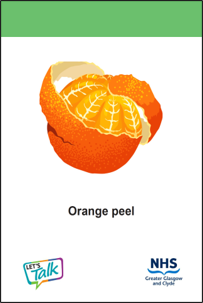 Orange peel
LET'S
Talk
NHS
Greater Glasgow
and Clyde